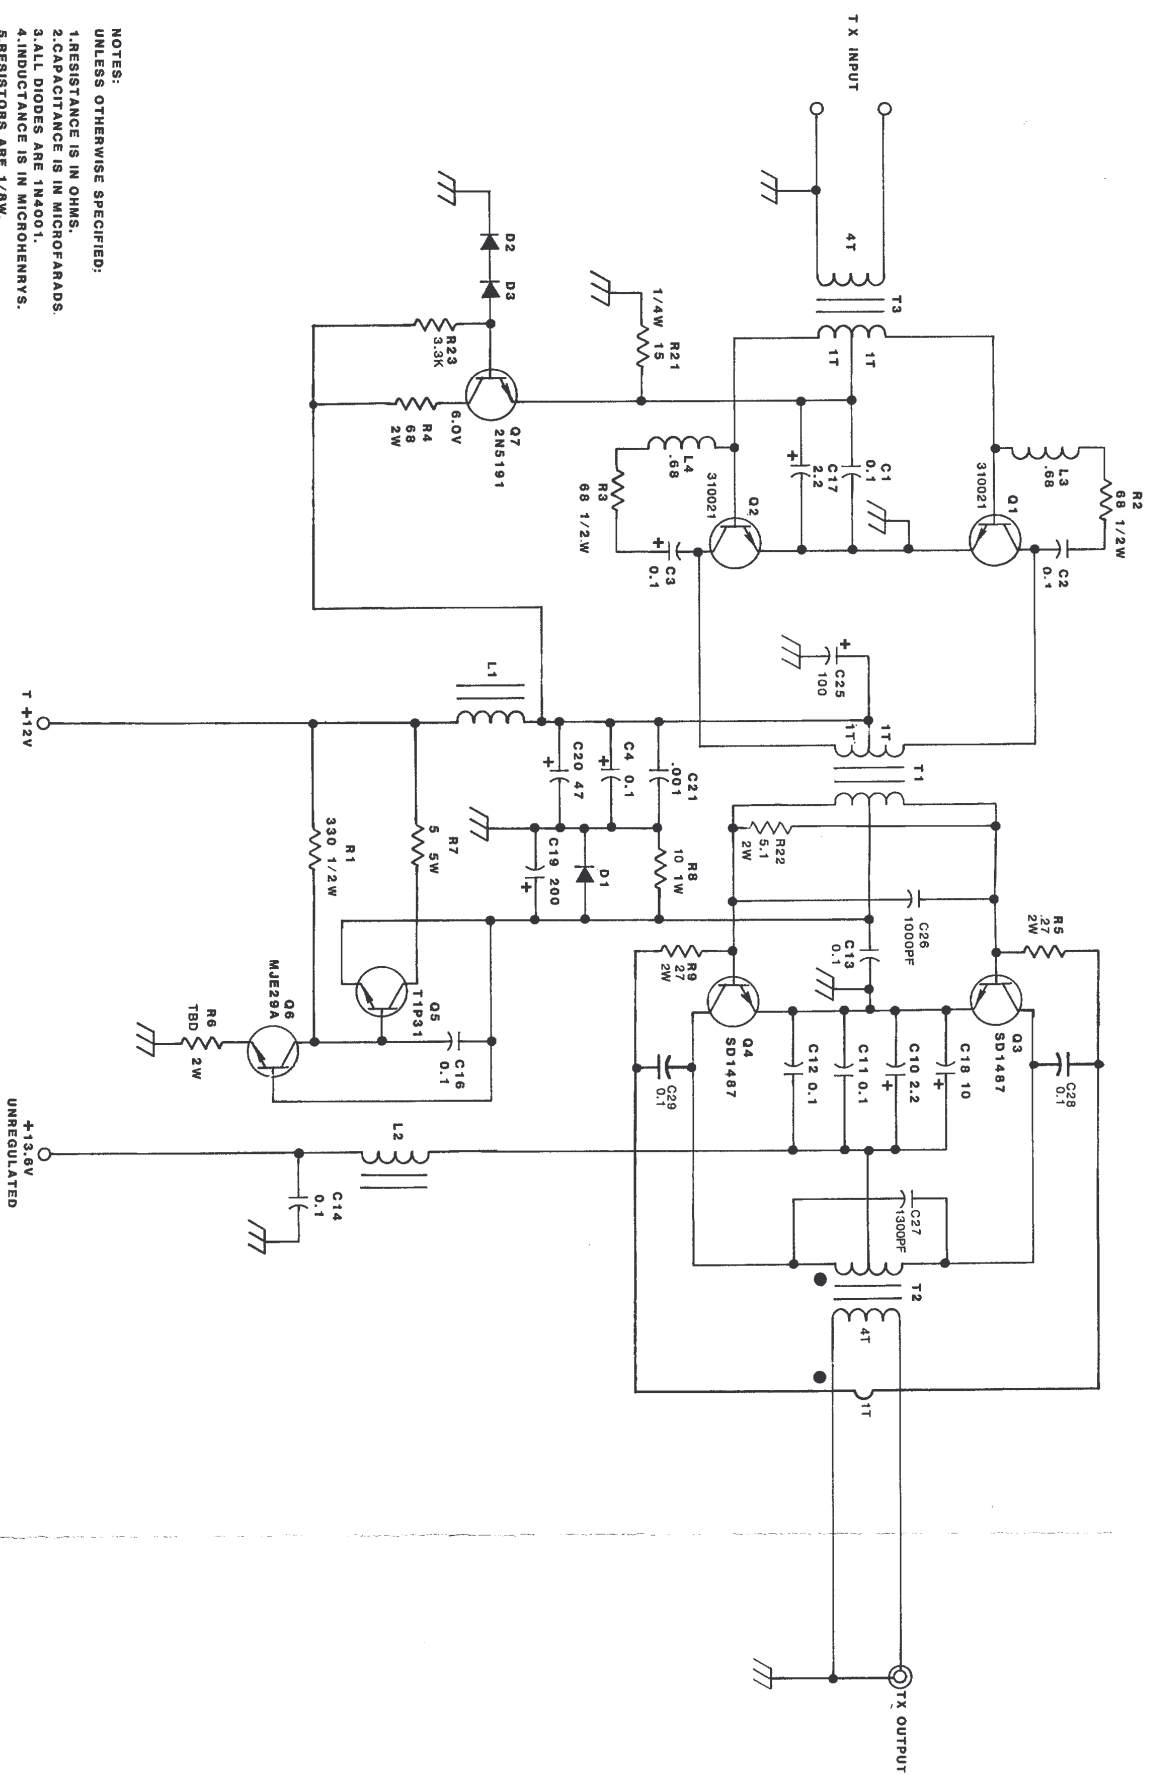 TX INPUT
4T
T3
1T
1T
L3
.68
R2
68 1/2W
Q1
310021
C2
0.1
C1
0.1
C17
2.2
+
L4
.68
R3
68 1/2W
Q2
310021
+
C3
0.1
R21
15
1/4W
D2
D3
R23
3.3K
Q7
2N5191
6.0V
R4
68
2W
+
C25
100
1T
1T
T1
L1
C21
.001
C4 0.1
+
C20 47
+
R22
5.1
2W
R8
10 1W
D1
C19 200
+
R7
5 5W
R1
330 1/2W
C26
1000PF
C13
0.1
R5
.27
2W
R9
27
2W
Q3
SD1487
Q4
SD1487
C28
0.1
C29
0.1
C18 10
+
C10 2.2
+
C11 0.1
C12 0.1
Q5
T1P31
C16
0.1
Q6
MJE29A
R6
TBD 2W
L2
C14
0.1
C27
1300PF
T2
4T
1T
TX OUTPUT
T +12V
+13.6V
UNREGULATED
NOTES:
UNLESS OTHERWISE SPECIFIED:
1.RESISTANCE IS IN OHMS.
2.CAPACITANCE IS IN MICROFARADS.
3.ALL DIODES ARE 1N4001.
4.INDUCTANCE IS IN MICROHENRYS.
5.RESISTORS ARE 1/8W.